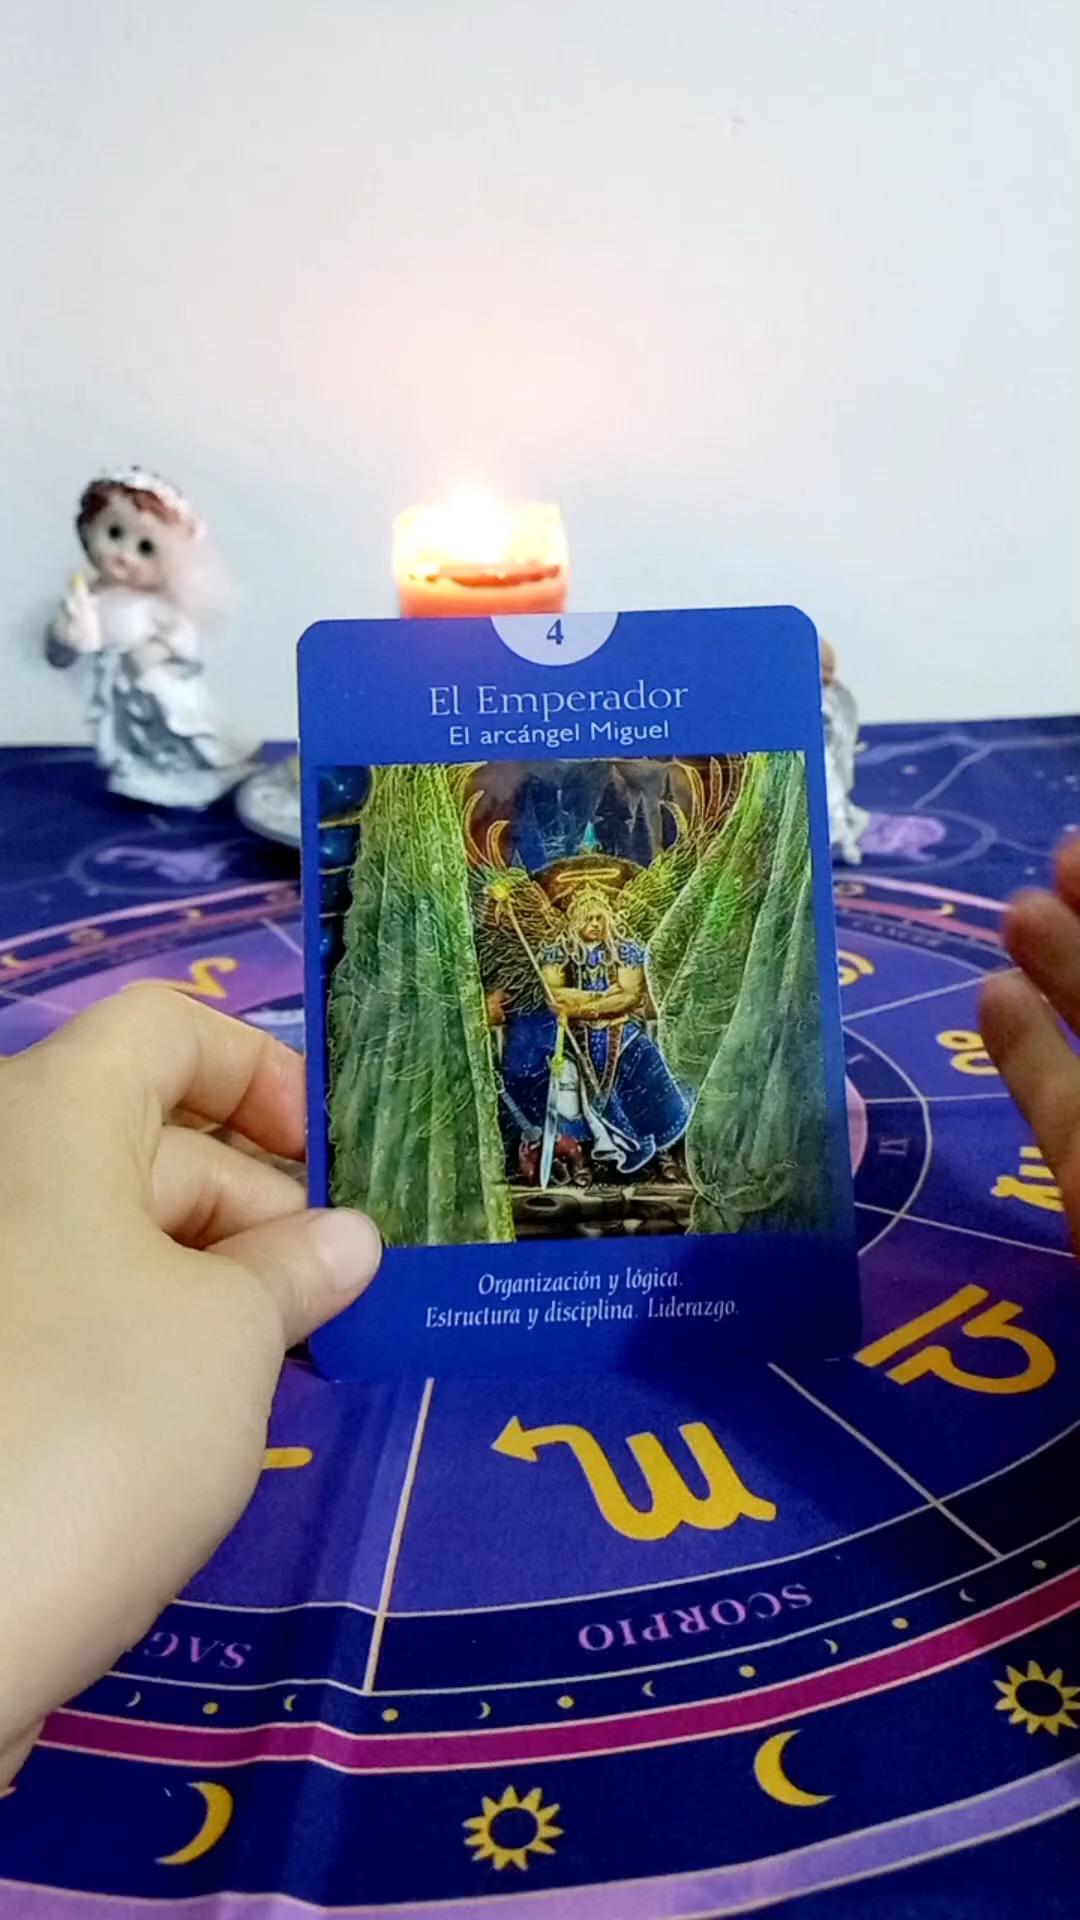 4
El Emperador
El arcángel Miguel
Organización y lógica.
Estructura y disciplina. Liderazgo.
SCORPIO
SAG